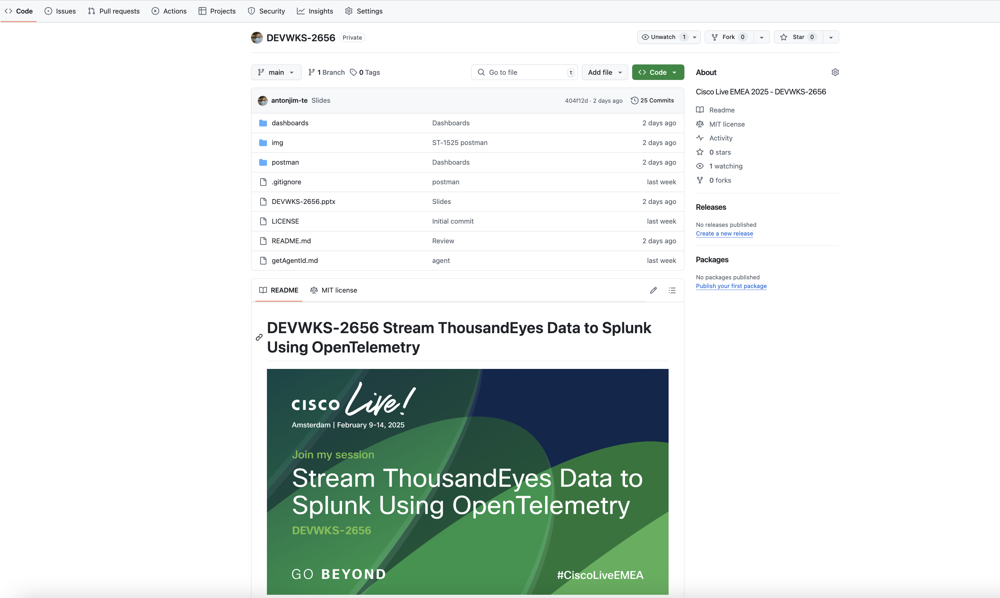 Code Issues Pull requests Actions Projects Security Insights Settings
DEVWKS-2656 Private Unwatch 1 Fork 0 Star 0
main 1 Branch 0 Tags Go to file t Add file Code
antonjim-te Slides 404f12d · 2 days ago 25 Commits
dashboards Dashboards 2 days ago
img ST-1525 postman 2 days ago
postman Dashboards 2 days ago
.gitignore postman last week
DEVWKS-2656.pptx Slides 2 days ago
LICENSE Initial commit last week
README.md Review 2 days ago
getAgentId.md agent last week
About
Cisco Live EMEA 2025 - DEVWKS-2656
Readme
MIT license
Activity
0 stars
1 watching
0 forks
Releases
No releases published
Create a new release
Packages
No packages published
Publish your first package
README MIT license
DEVWKS-2656 Stream ThousandEyes Data to Splunk
Using OpenTelemetry
CISCO Live!
Amsterdam | February 9-14, 2025
Join my session
Stream ThousandEyes Data to
Splunk Using OpenTelemetry
DEVWKS-2656
GO BEYOND #CiscoLiveEMEA